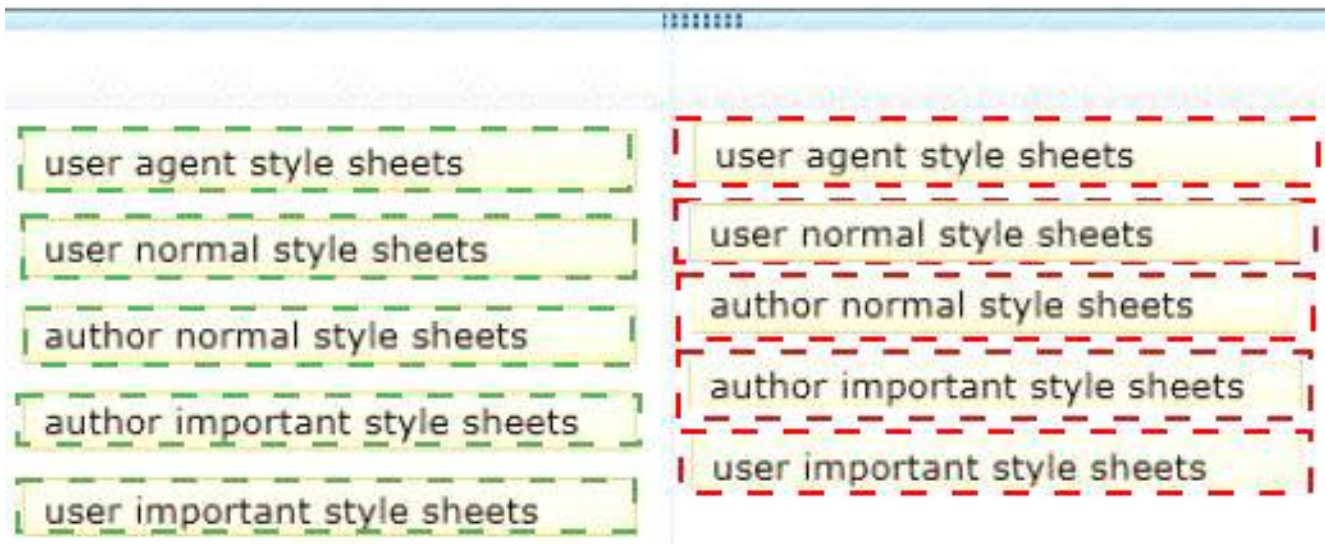 user agent style sheets
user normal style sheets
author normal style sheets
author important style sheets
user important style sheets
user agent style sheets
user normal style sheets
author normal style sheets
author important style sheets
user important style sheets